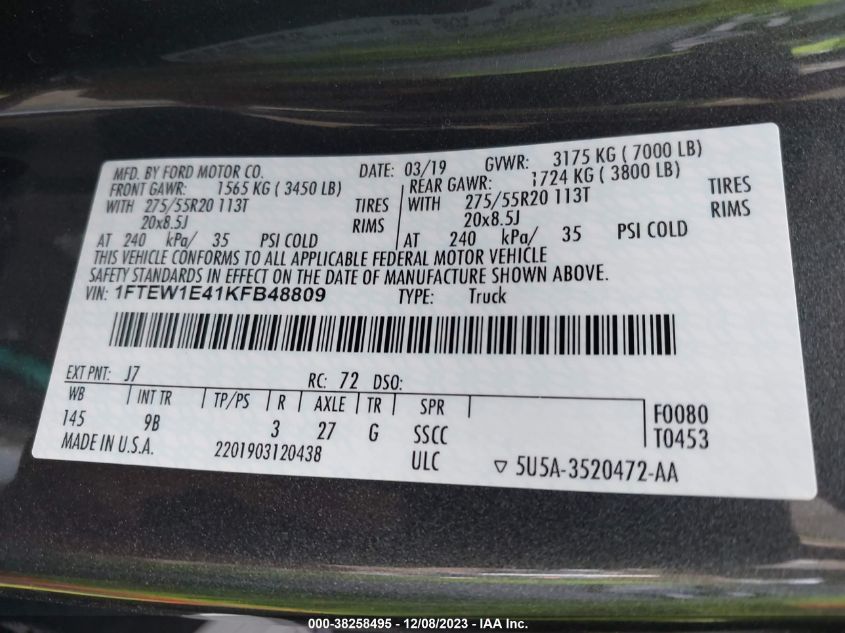 MFD. BY FORD MOTOR CO. DATE: 03/19 GVWR: 3175 KG ( 7000 LB)
FRONT GAWR: 1565 KG ( 3450 LB) REAR GAWR: 1724 KG ( 3800 LB)
WITH 275/55R20 113T TIRES WITH 275/55R20 113T TIRES
20x8.5J RIMS 20x8.5J RIMS
AT 240 kPa/ 35 PSI COLD AT 240 kPa/ 35 PSI COLD
THIS VEHICLE CONFORMS TO ALL APPLICABLE FEDERAL MOTOR VEHICLE
SAFETY STANDARDS IN EFFECT ON THE DATE OF MANUFACTURE SHOWN ABOVE.
VIN: 1FTEW1E41KFB48809 TYPE: Truck
EXT PNT: J7 RC: 72 DSO:
WB INT TR TP/PS R AXLE TR SPR F0080
145 9B 3 27 G SSCC T0453
MADE IN U.S.A. 2201903120438 ULC ▽ 5U5A-3520472-AA
000-38258495 - 12/08/2023 - IAA Inc.